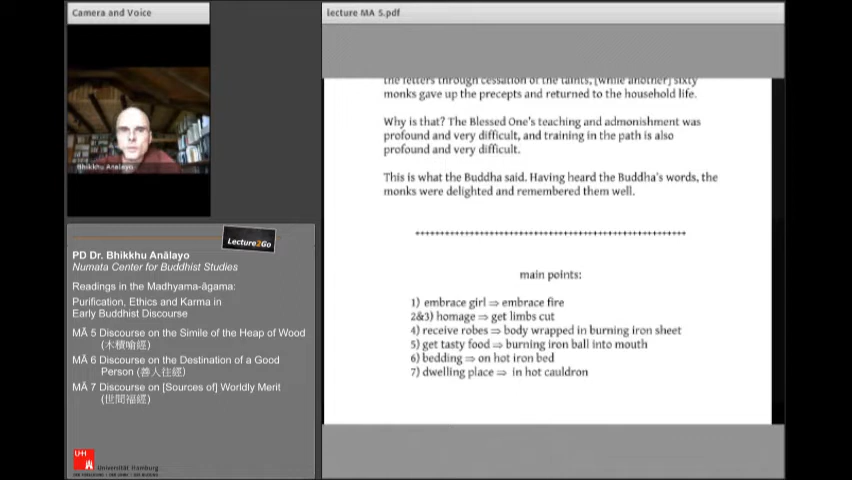 Camera and Voice
Bhikkhu Analayo
Lecture2Go
PD Dr. Bhikkhu Anālayo
Numata Center for Buddhist Studies
Readings in the Madhyama-āgama:
Purification, Ethics and Karma in
Early Buddhist Discourse
MĀ 5 Discourse on the Simile of the Heap of Wood
(木積喻經)
MĀ 6 Discourse on the Destination of a Good
Person (善人往經)
MĀ 7 Discourse on [Sources of] Worldly Merit
(世間福經)
UH
Universität Hamburg
lecture MA 5.pdf
the fetters through cessation of the taints, [while another] sixty
monks gave up the precepts and returned to the household life.
Why is that? The Blessed One's teaching and admonishment was
profound and very difficult, and training in the path is also
profound and very difficult.
This is what the Buddha said. Having heard the Buddha's words, the
monks were delighted and remembered them well.
++++++++++++++++++++++++++++++++++++++++++++++++++++++
main points:
1) embrace girl ⇒ embrace fire
2&3) homage ⇒ get limbs cut
4) receive robes ⇒ body wrapped in burning iron sheet
5) get tasty food ⇒ burning iron ball into mouth
6) bedding ⇒ on hot iron bed
7) dwelling place ⇒ in hot cauldron